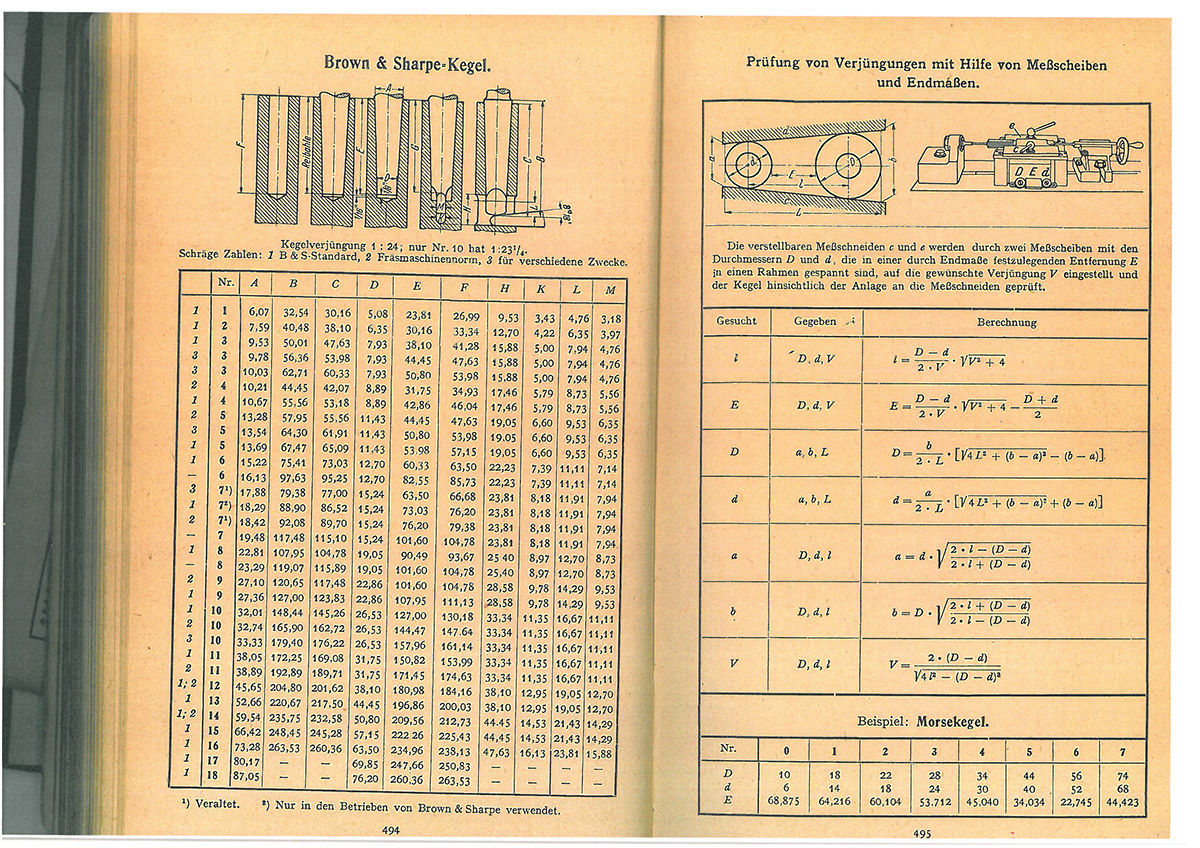 Brown & Sharpe-Kegel.
A
F
Reibahle
E
D
G
C
B
H
M
K
L
Kegelverjüngung 1 : 24; nur Nr. 10 hat 1 : 23¹/₄.
Schräge Zahlen: 1 B & S-Standard, 2 Fräsmaschinennorm, 3 für verschiedene Zwecke.
Nr. A B C D E F H K L M
1 1 6,07 32,54 30,16 5,08 23,81 26,99 9,53 3,43 4,76 3,18
1 2 7,59 40,48 38,10 6,35 30,16 33,34 12,70 4,22 6,35 3,97
1 3 9,53 50,01 47,63 7,93 38,10 41,28 15,88 5,00 7,94 4,76
3 3 9,78 56,36 53,98 7,93 44,45 47,63 15,88 5,00 7,94 4,76
3 3 10,03 62,71 60,33 7,93 50,80 53,98 15,88 5,00 7,94 4,76
2 4 10,21 44,45 42,07 8,89 31,75 34,93 17,46 5,79 8,73 5,56
1 4 10,67 55,56 53,18 8,89 42,86 46,04 17,46 5,79 8,73 5,56
2 5 13,28 57,95 55,56 11,43 44,45 47,63 19,05 6,60 9,53 6,35
3 5 13,54 64,30 61,91 11,43 50,80 53,98 19,05 6,60 9,53 6,35
1 5 13,69 67,47 65,09 11,43 53,98 57,15 19,05 6,60 9,53 6,35
1 6 15,22 75,41 73,03 12,70 60,33 63,50 22,23 7,39 11,11 7,14
— 6 16,13 97,63 95,25 12,70 82,55 85,73 22,23 7,39 11,11 7,14
3 7¹) 17,88 79,38 77,00 15,24 63,50 66,68 23,81 8,18 11,91 7,94
1 7²) 18,29 88,90 86,52 15,24 73,03 76,20 23,81 8,18 11,91 7,94
2 7¹) 18,42 92,08 89,70 15,24 76,20 79,38 23,81 8,18 11,91 7,94
— 7 19,48 117,48 115,10 15,24 101,60 104,78 23,81 8,18 11,91 7,94
1 8 22,81 107,95 104,78 19,05 90,49 93,67 25 40 8,97 12,70 8,73
— 8 23,29 119,07 115,89 19,05 101,60 104,78 25,40 8,97 12,70 8,73
2 9 27,10 120,65 117,48 22,86 101,60 104,78 28,58 9,78 14,29 9,53
1 9 27,36 127,00 123,83 22,86 107,95 111,13 28,58 9,78 14,29 9,53
1 10 32,01 148,44 145,26 26,53 127,00 130,18 33,34 11,35 16,67 11,11
2 10 32,74 165,90 162,72 26,53 144,47 147.64 33,34 11,35 16,67 11,11
3 10 33,33 179,40 176,22 26,53 157,96 161,14 33,34 11,35 16,67 11,11
1 11 38,05 172,25 169.08 31,75 150,82 153,99 33,34 11,35 16,67 11,11
2 11 38,89 192,89 189,71 31,75 171,45 174,63 33,34 11,35 16,67 11,11
1; 2 12 45,65 204,80 201,62 38,10 180,98 184,16 38,10 12,95 19,05 12,70
1 13 52,66 220,67 217,50 44,45 196,86 200,03 38,10 12,95 19,05 12,70
1; 2 14 59,54 235,75 232,58 50,80 209,56 212,73 44.45 14,53 21,43 14,29
1 15 66,42 248,45 245,28 57,15 222 26 225,43 44,45 14,53 21,43 14,29
1 16 73,28 263,53 260,36 63,50 234,96 238,13 47,63 16,13 23,81 15,88
1 17 80,17 — — 69,85 247,66 250,83 — — — —
1 18 87,05 — — 76,20 260,36 263,53 — — — —
¹) Veraltet. ²) Nur in den Betrieben von Brown & Sharpe verwendet.
494
Prüfung von Verjüngungen mit Hilfe von Meßscheiben
und Endmaßen.
a
e
d
D
b
E
l
c
L
e
c
D E d
Die verstellbaren Meßschneiden c und e werden durch zwei Meßscheiben mit den
Durchmessern D und d, die in einer durch Endmaße festzulegenden Entfernung E
in einen Rahmen gespannt sind, auf die gewünschte Verjüngung V eingestellt und
der Kegel hinsichtlich der Anlage an die Meßschneiden geprüft.
Gesucht Gegeben Berechnung
l D, d, V l = (D − d)/(2 · V) · √(V² + 4)
E D, d, V E = (D − d)/(2 · V) · √(V² + 4) − (D + d)/2
D a, b, L D = b/(2 · L) · [√(4 L² + (b − a)²) − (b − a)]
d a, b, L d = a/(2 · L) · [√(4 L² + (b − a)²) + (b − a)]
a D, d, l a = d · √((2 · l − (D − d))/(2 · l + (D − d)))
b D, d, l b = D · √((2 · l + (D − d))/(2 · l − (D − d)))
V D, d, l V = 2 · (D − d)/√(4 l² − (D − d)²)
Beispiel: Morsekegel.
Nr. 0 1 2 3 4 5 6 7
D 10 18 22 28 34 44 56 74
d 6 14 18 24 30 40 52 68
E 68,875 64,216 60,104 53.712 45,040 34,034 22,745 44,423
495